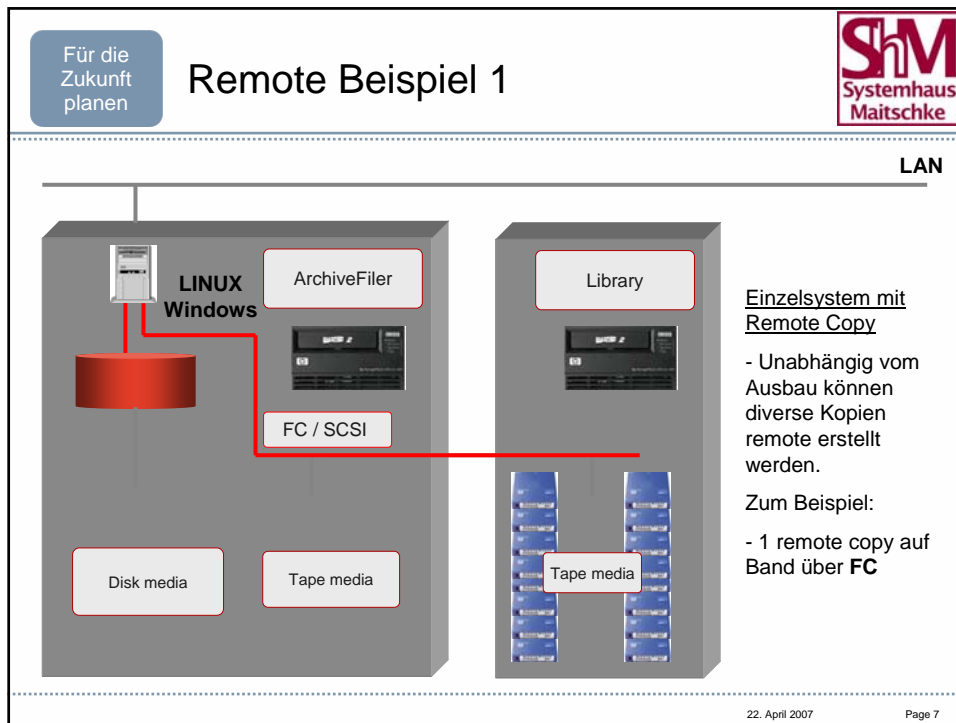 Für die
Zukunft
planen
Remote Beispiel 1
ShM
Systemhaus
Maitschke
LAN
LINUX
Windows
ArchiveFiler
Library
FC / SCSI
Disk media
Tape media
Tape media
Einzelsystem mit
Remote Copy
- Unabhängig vom
Ausbau können
diverse Kopien
remote erstellt
werden.
Zum Beispiel:
- 1 remote copy auf
Band über FC
22. April 2007
Page 7